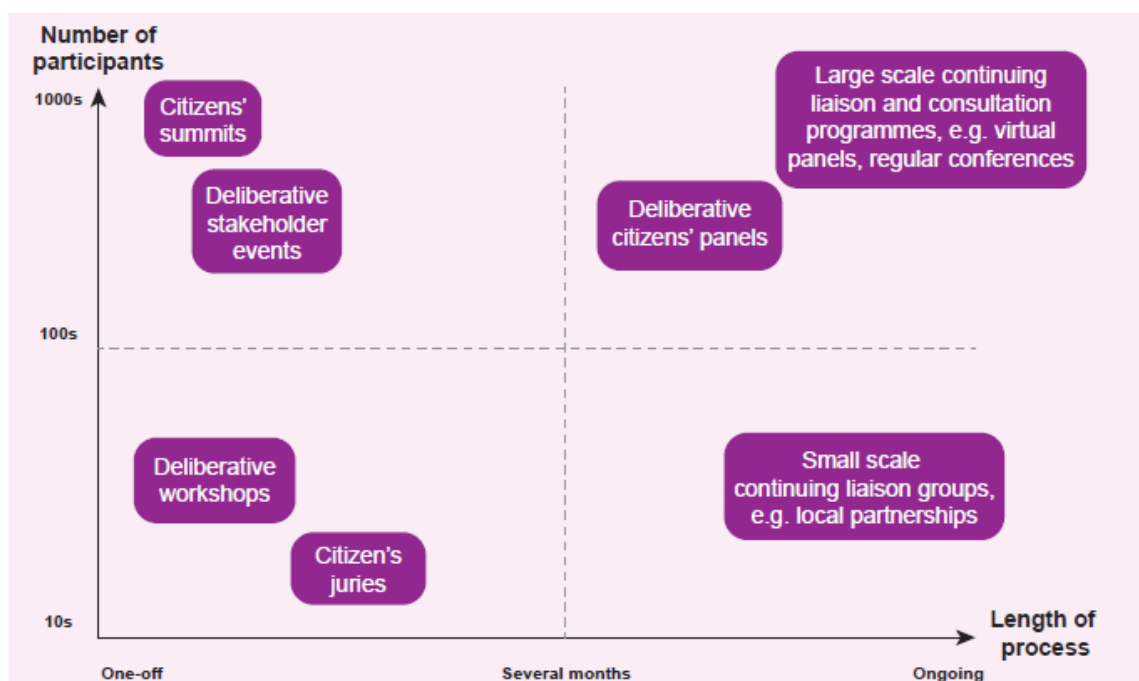 Number of
participants
1000s
Citizens'
summits
Large scale continuing
liaison and consultation
programmes, e.g. virtual
panels, regular conferences
Deliberative
stakeholder
events
Deliberative
citizens' panels
100s
Deliberative
workshops
Small scale
continuing liaison groups,
e.g. local partnerships
Citizen's
juries
10s
Length of
process
One-off
Several months
Ongoing